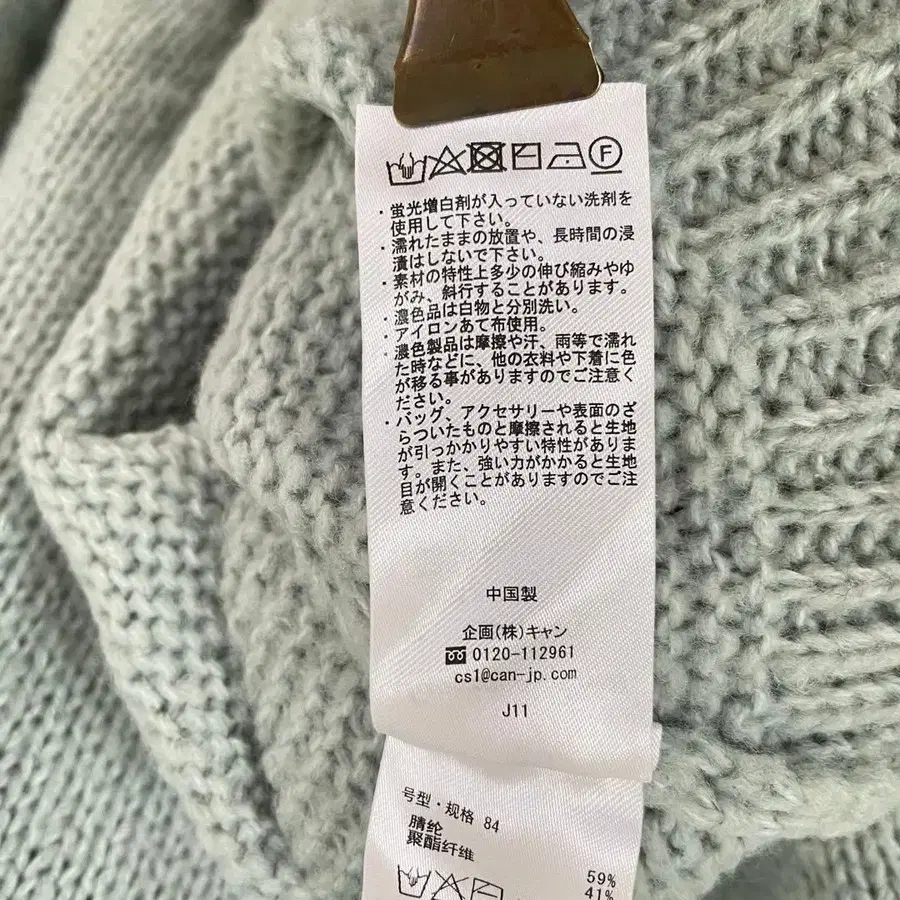 F
・蛍光増白剤が入っていない洗剤を
使用して下さい。
・濡れたままの放置や、長時間の浸
漬はしないで下さい。
・素材の特性上多少の伸び縮みやゆ
がみ、斜行することがあります。
・濃色品は白物と分別洗い。
・アイロンあて布使用。
・濃色製品は摩擦や汗、雨等で濡れ
た時などに、他の衣料や下着に色
が移る事がありますのでご注意く
ださい。
・バッグ、アクセサリーや表面のざ
らついたものと摩擦されると生地
が引っかかりやすい特性がありま
す。また、強い力がかかると生地
目が開くことがありますのでご注
意ください。
中国製
企画(株)キャン
0120-112961
cs1@can-jp.com
J11
号型・规格 84
腈纶
聚酯纤维
59%
41%